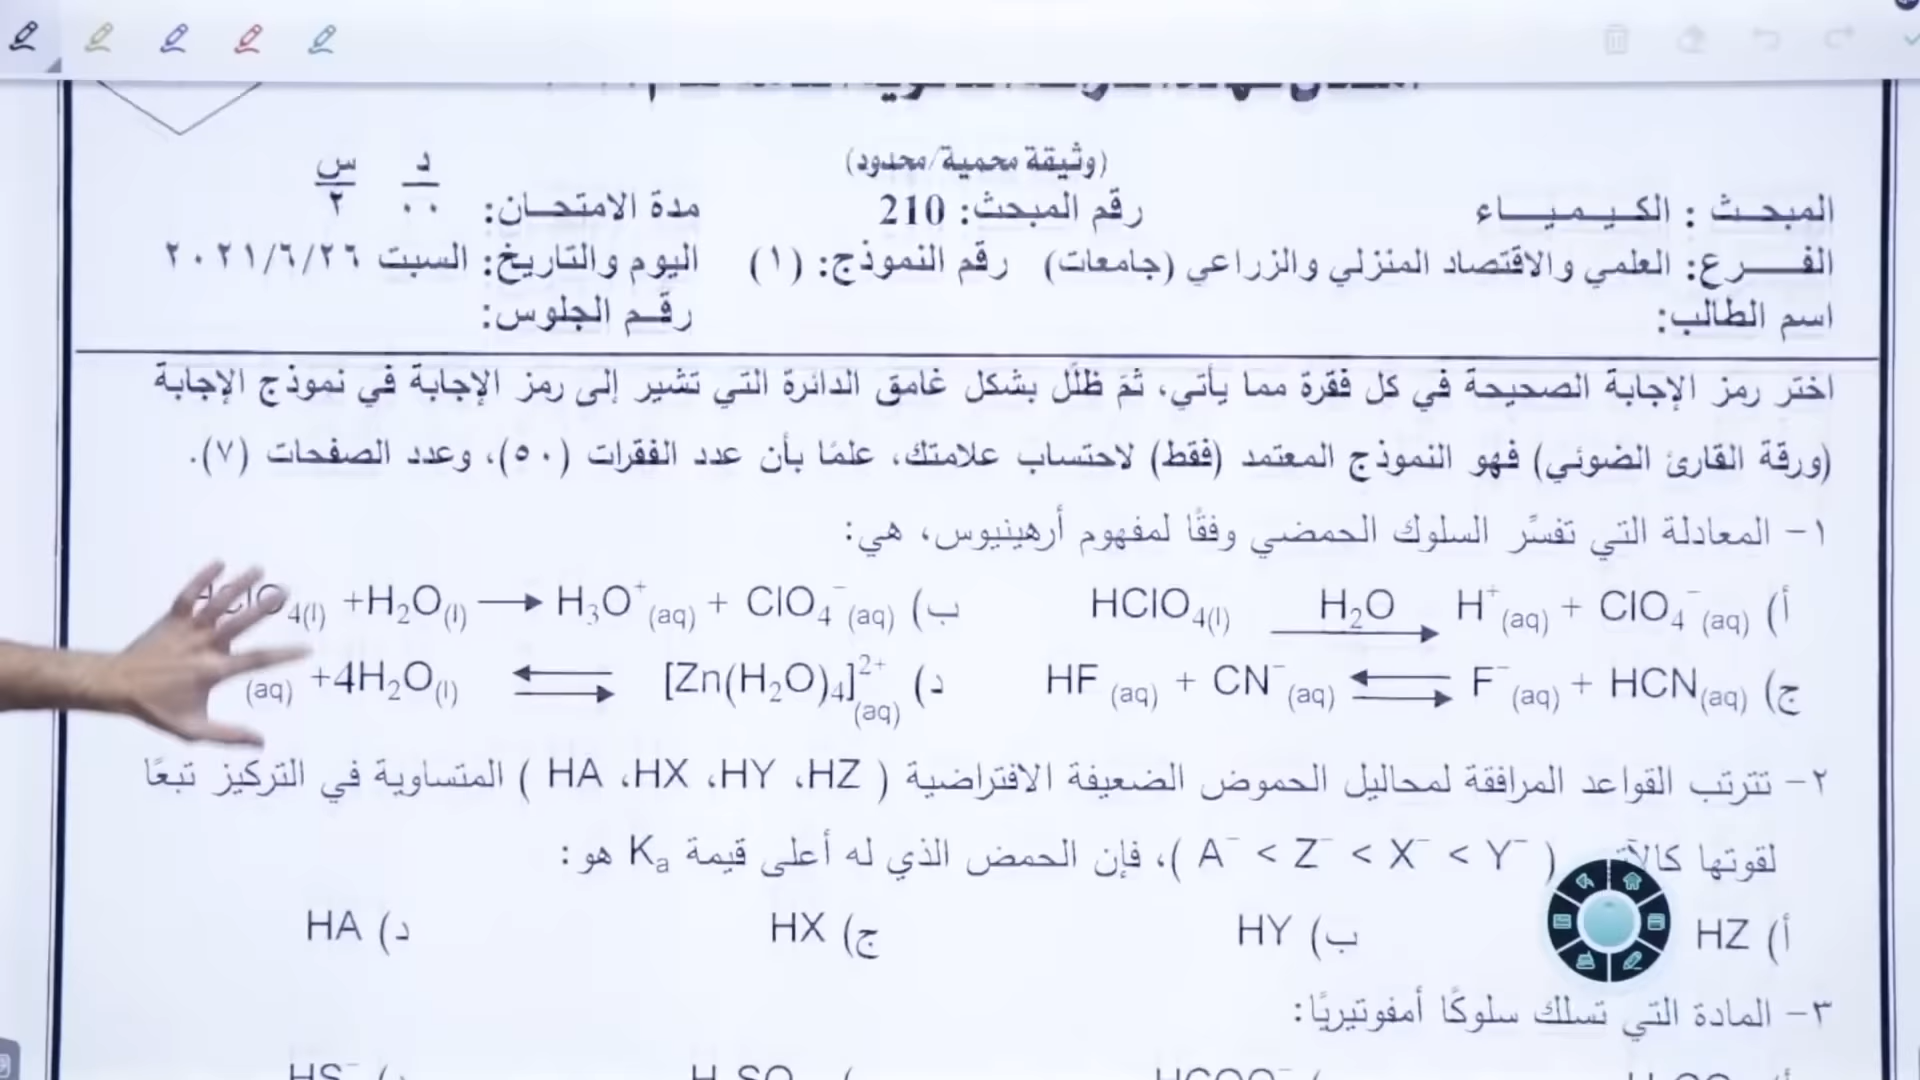 (وثيقة محمية/محدود)
د س
المبحث : الكيمياء رقم المبحث: 210 مدة الامتحان: ٠٠ ٢
الفرع: العلمي والاقتصاد المنزلي والزراعي (جامعات) رقم النموذج: (١) اليوم والتاريخ: السبت ٢٠٢١/٦/٢٦
اسم الطالب: رقم الجلوس:
اختر رمز الإجابة الصحيحة في كل فقرة مما يأتي، ثم ظلّل بشكل غامق الدائرة التي تشير إلى رمز الإجابة في نموذج الإجابة
(ورقة القارئ الضوئي) فهو النموذج المعتمد (فقط) لاحتساب علامتك، علمًا بأن عدد الفقرات (٥٠)، وعدد الصفحات (٧).
١- المعادلة التي تفسّر السلوك الحمضي وفقًا لمفهوم أرهينيوس، هي:
أ) HClO4(l) H2O → H+(aq) + ClO4−(aq) ب) HClO4(l) +H2O(l) → H3O+(aq) + ClO4−(aq)
ج) HF (aq) + CN−(aq) ⇌ F−(aq) + HCN(aq) د) (aq) +4H2O(l) ⇌ [Zn(H2O)4]2+(aq)
٢- تترتب القواعد المرافقة لمحاليل الحموض الضعيفة الافتراضية ( HA ،HX ،HY ،HZ ) المتساوية في التركيز تبعًا
لقوتها ( A− < Z− < X− < Y− )، فإن الحمض الذي له أعلى قيمة Ka هو:
أ) HZ ب) HY ج) HX د) HA
٣- المادة التي تسلك سلوكًا أمفوتيريًا:
HCOO− HS−